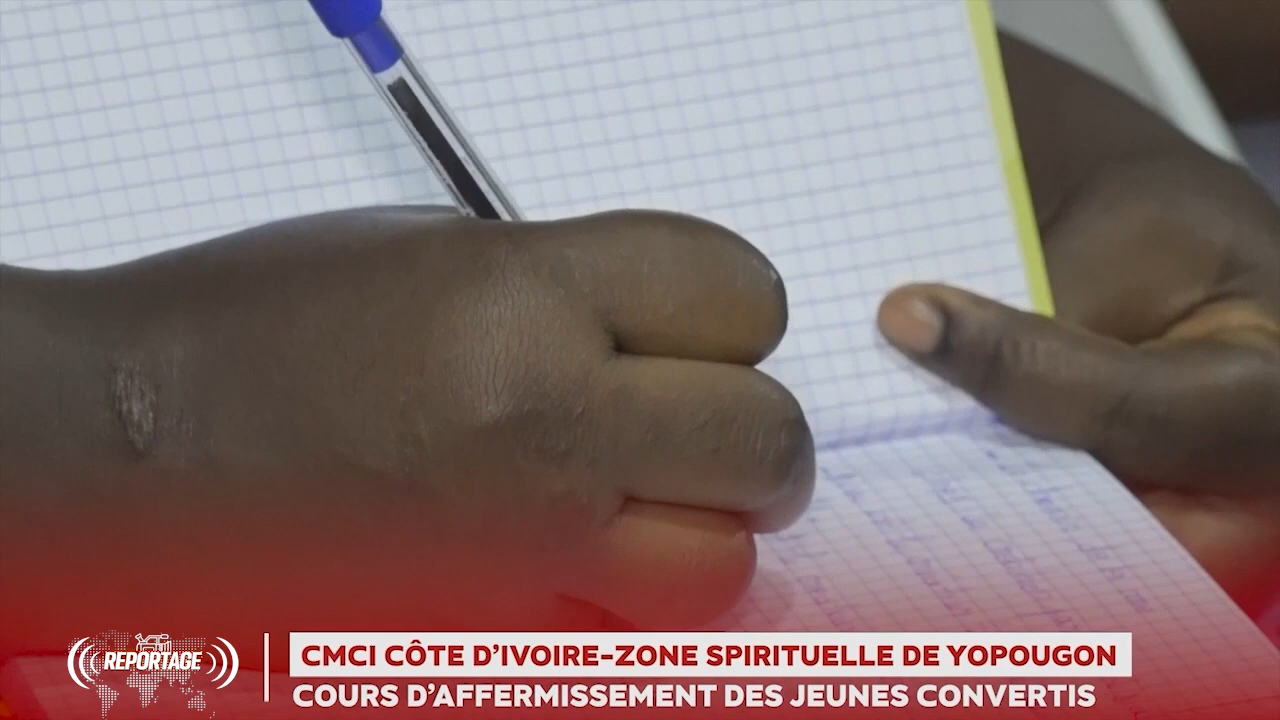 REPORTAGE
CMCI CÔTE D’IVOIRE-ZONE SPIRITUELLE DE YOPOUGON
COURS D’AFFERMISSEMENT DES JEUNES CONVERTIS